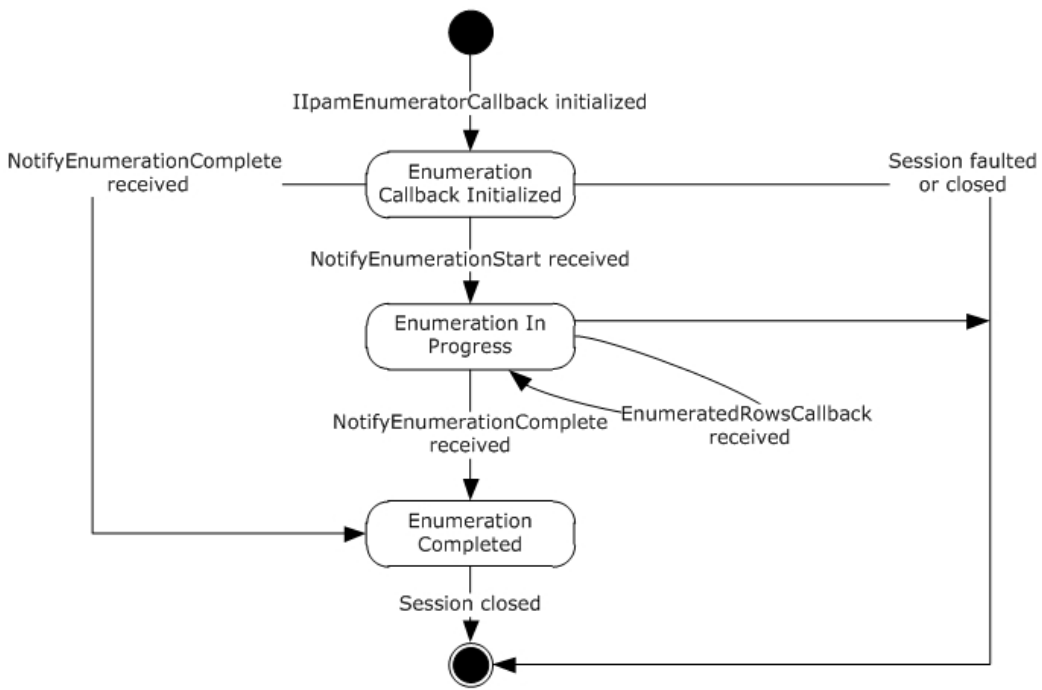 IIpamEnumeratorCallback initialized
NotifyEnumerationComplete
received
Enumeration
Callback Initialized
Session faulted
or closed
NotifyEnumerationStart received
Enumeration In
Progress
NotifyEnumerationComplete
received
EnumeratedRowsCallback
received
Enumeration
Completed
Session closed